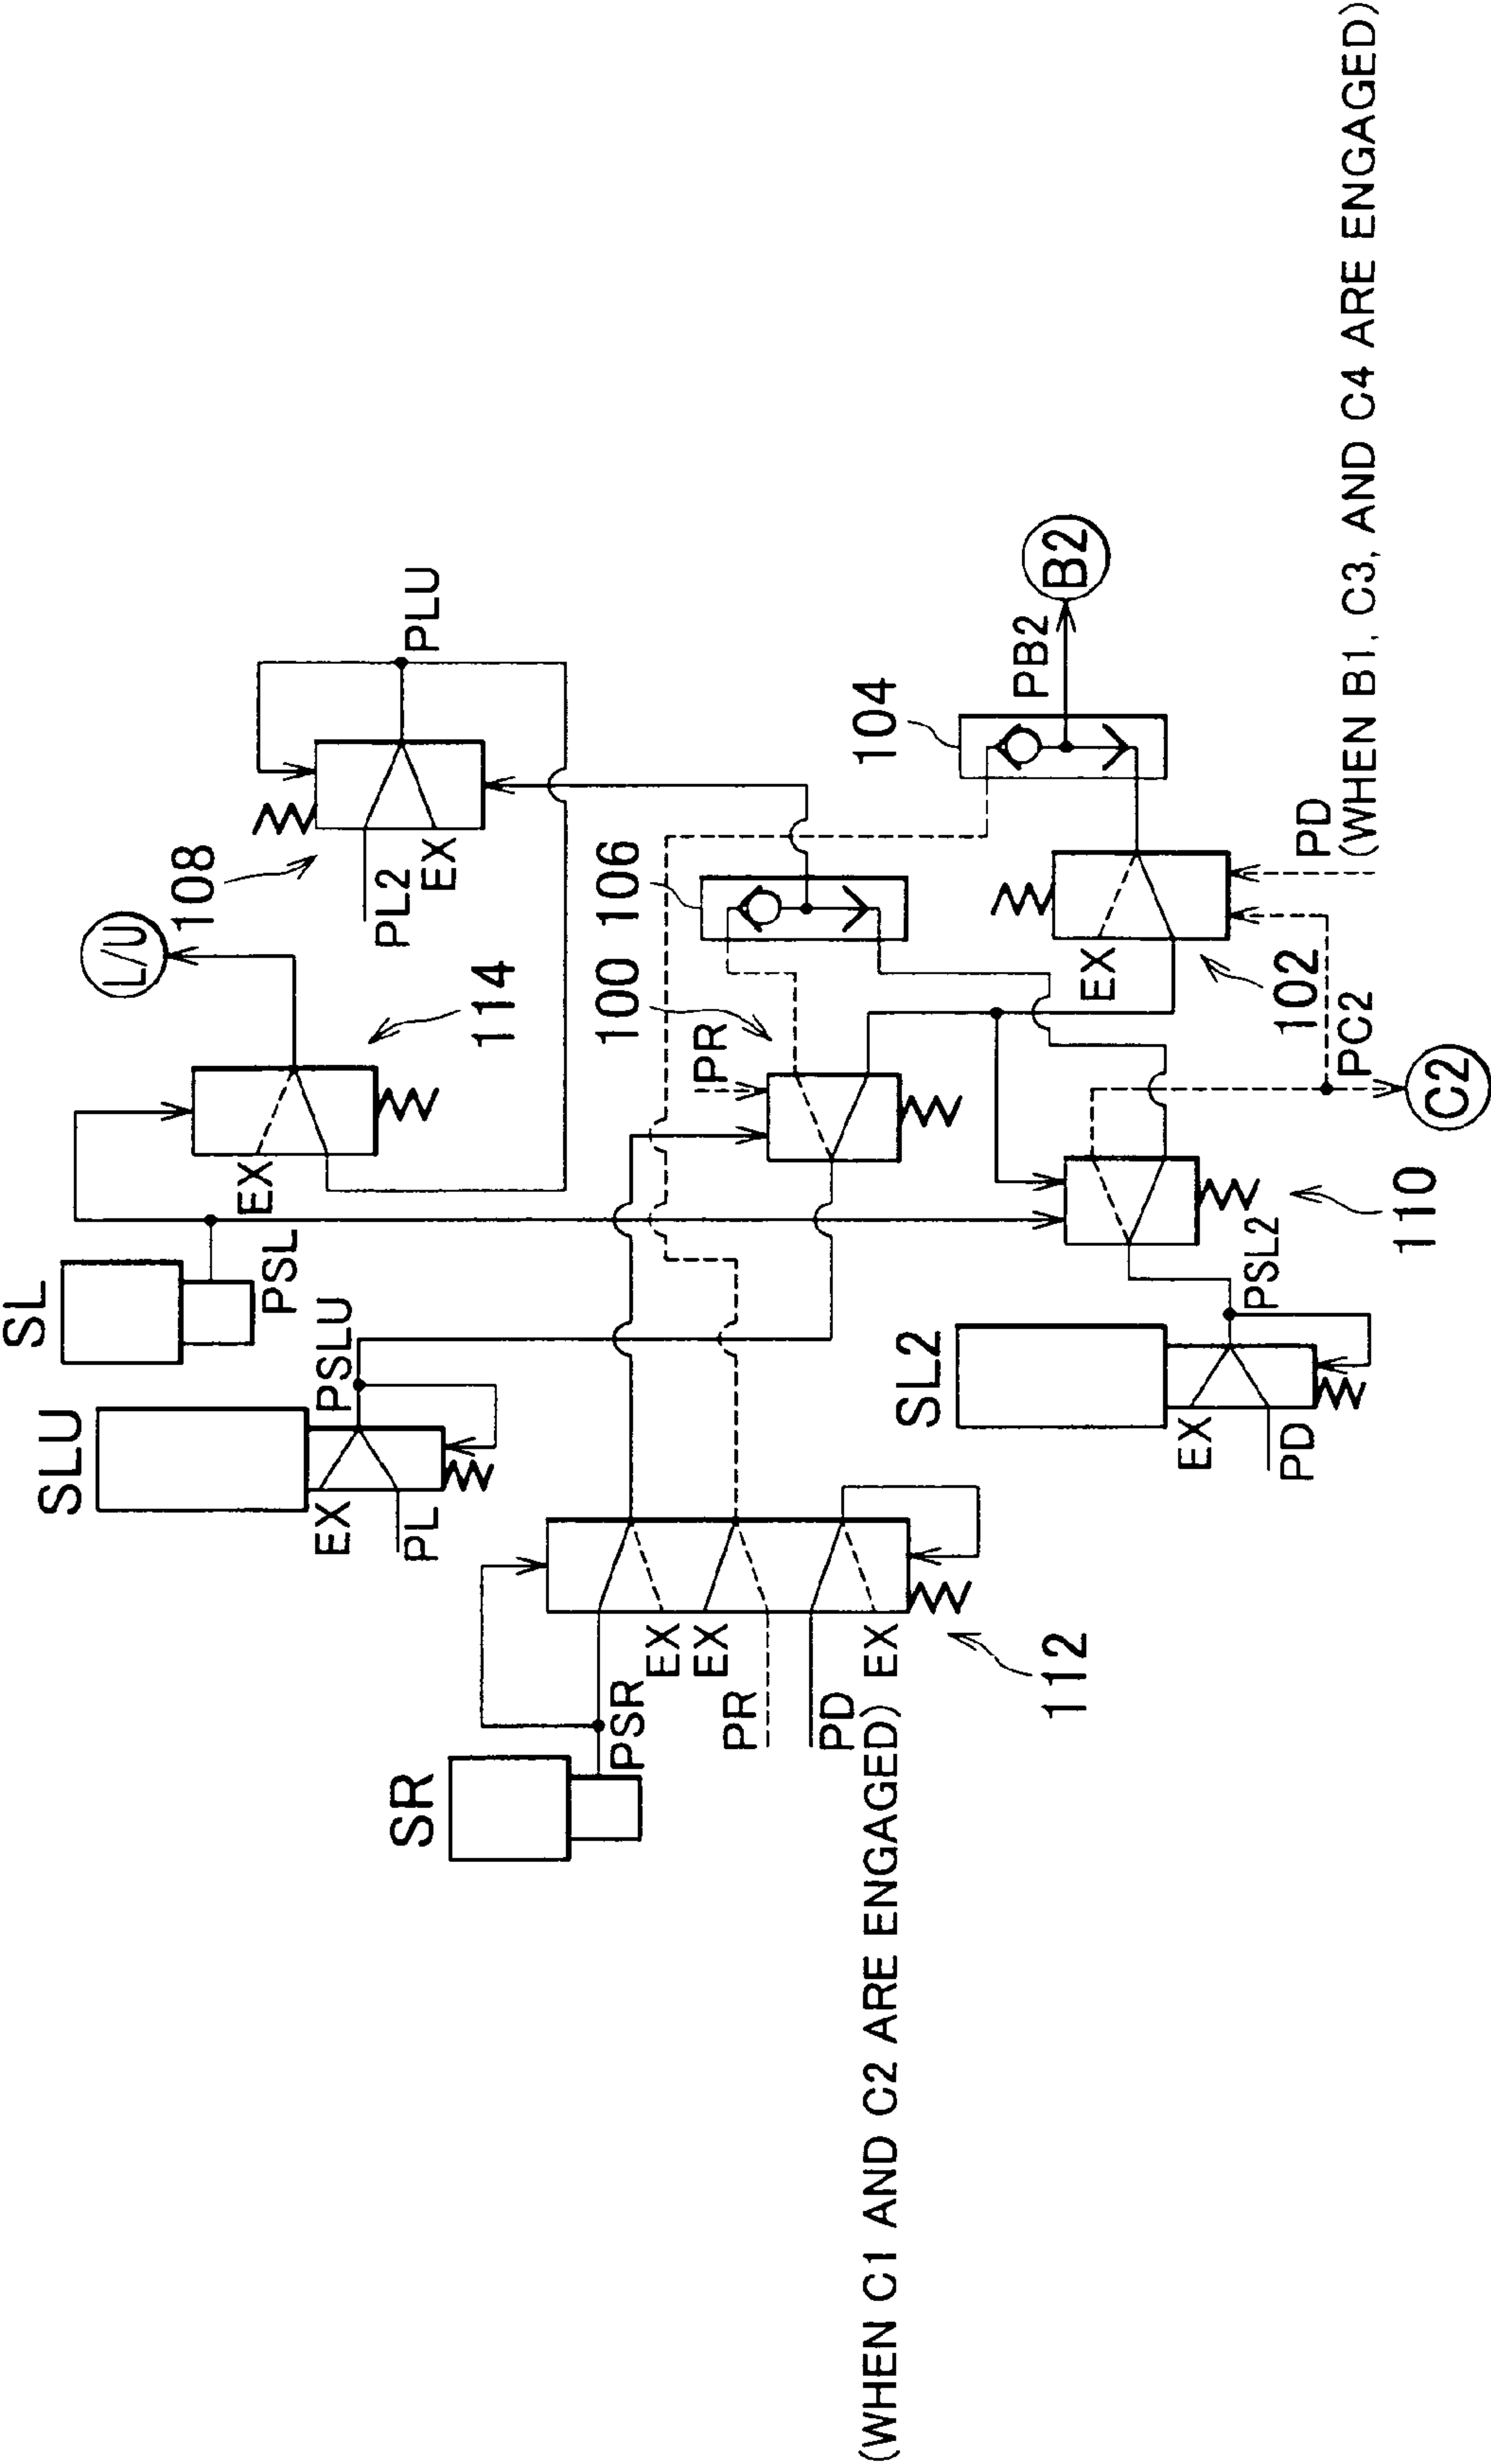 SL
PSL
SLU
PSLU
EX
PL
SR
PSR
EX
EX
PR
PD
(WHEN C1 AND C2 ARE ENGAGED)
EX
112
L/U
EX
114
108
PL2
EX
PLU
100
PR
106
104
PB2
B2
EX
102
PD
(WHEN B1, C3, AND C4 ARE ENGAGED)
PC2
C2
110
SL2
PSL2
EX
PD